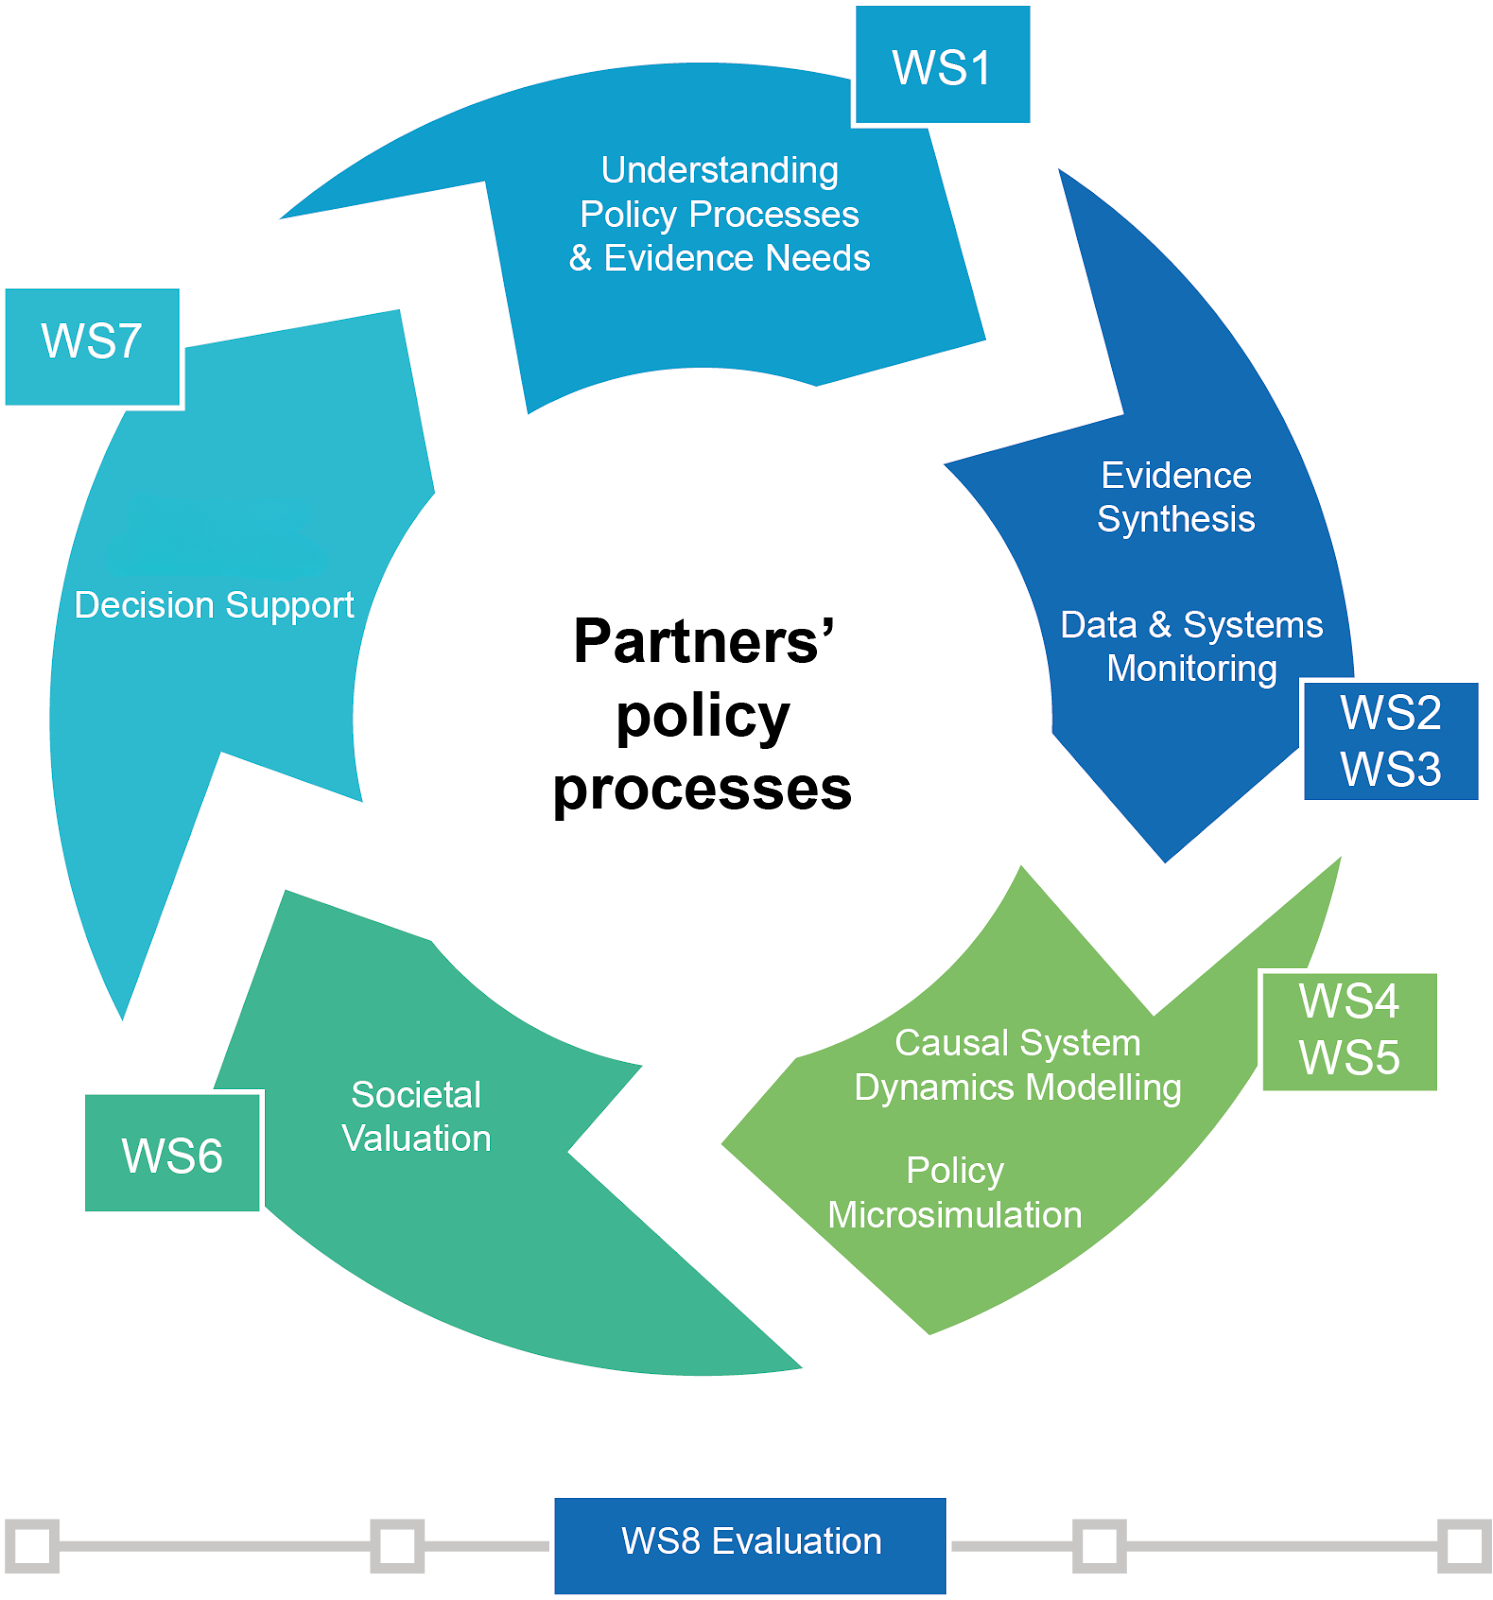 WS1
Understanding
Policy Processes
& Evidence Needs
Evidence
Synthesis
Data & Systems
Monitoring
WS2
WS3
WS4
WS5
Causal System
Dynamics Modelling
Policy
Microsimulation
Societal
Valuation
WS6
WS7
Decision Support
Partners’
policy
processes
WS8 Evaluation